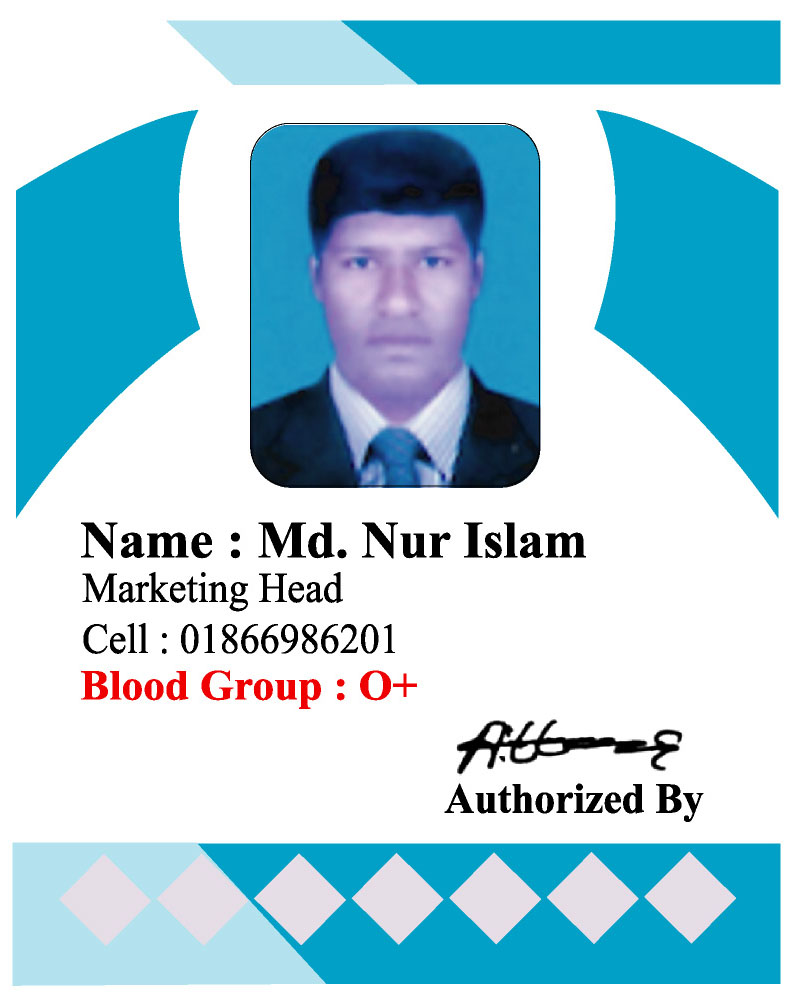 Name : Md. Nur Islam
Marketing Head
Cell : 01866986201
Blood Group : O+
Authorized By